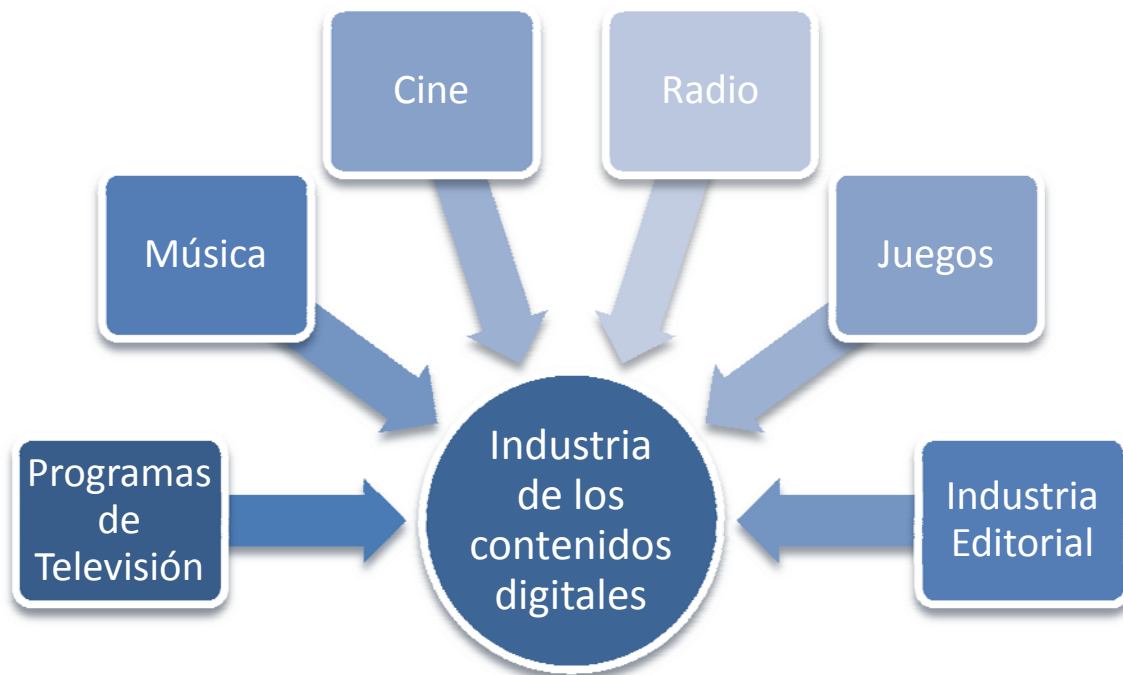 Cine
Radio
Música
Juegos
Programas
de
Televisión
Industria
de los
contenidos
digitales
Industria
Editorial